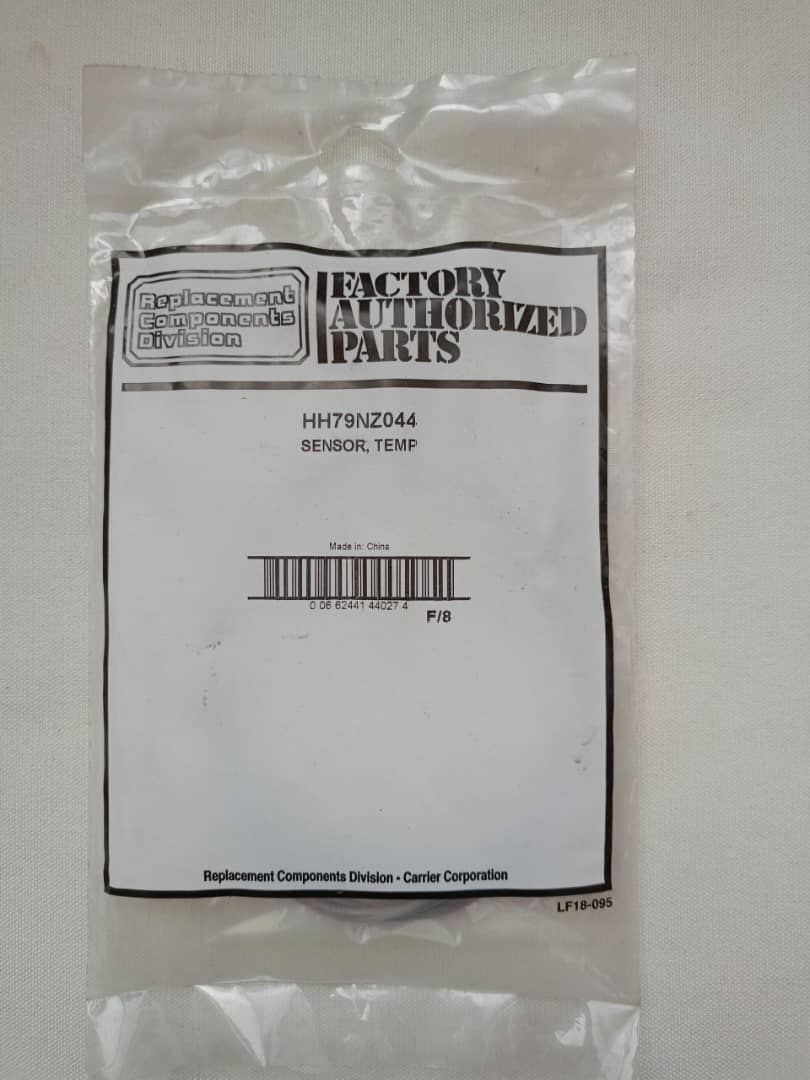 Replacement
Components
Division
FACTORY
AUTHORIZED
PARTS
HH79NZ044
SENSOR, TEMP
Made in: China
0 06 62441 44027 4
F/8
Replacement Components Division - Carrier Corporation
LF18-095